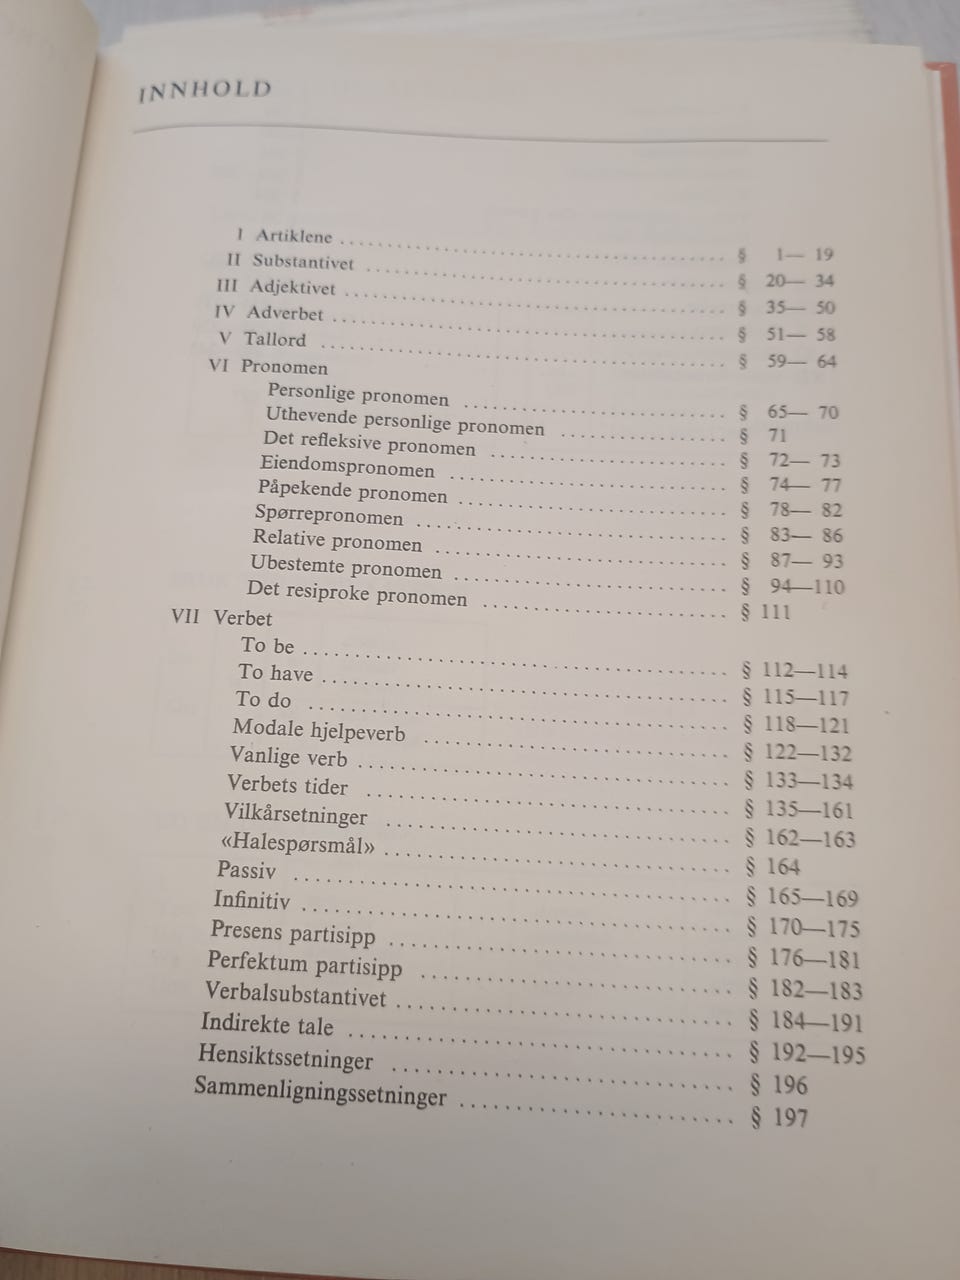 INNHOLD
I Artiklene ........................................ § 1— 19
II Substantivet ........................................ § 20— 34
III Adjektivet ........................................ § 35— 50
IV Adverbet ........................................ § 51— 58
V Tallord ........................................ § 59— 64
VI Pronomen
Personlige pronomen ........................... § 65— 70
Uthevende personlige pronomen ................. § 71
Det refleksive pronomen ........................ § 72— 73
Eiendomspronomen ............................ § 74— 77
Påpekende pronomen ........................... § 78— 82
Spørrepronomen ............................... § 83— 86
Relative pronomen ............................. § 87— 93
Ubestemte pronomen ........................... § 94—110
Det resiproke pronomen ......................... § 111
VII Verbet
To be ........................................ § 112—114
To have ...................................... § 115—117
To do ........................................ § 118—121
Modale hjelpeverb .............................. § 122—132
Vanlige verb ................................... § 133—134
Verbets tider ................................... § 135—161
Vilkårsetninger ................................. § 162—163
«Halespørsmål» ................................ § 164
Passiv ........................................ § 165—169
Infinitiv ....................................... § 170—175
Presens partisipp ................................ § 176—181
Perfektum partisipp ............................. § 182—183
Verbalsubstantivet ............................... § 184—191
Indirekte tale ................................... § 192—195
Hensiktssetninger ................................ § 196
Sammenligningssetninger ......................... § 197